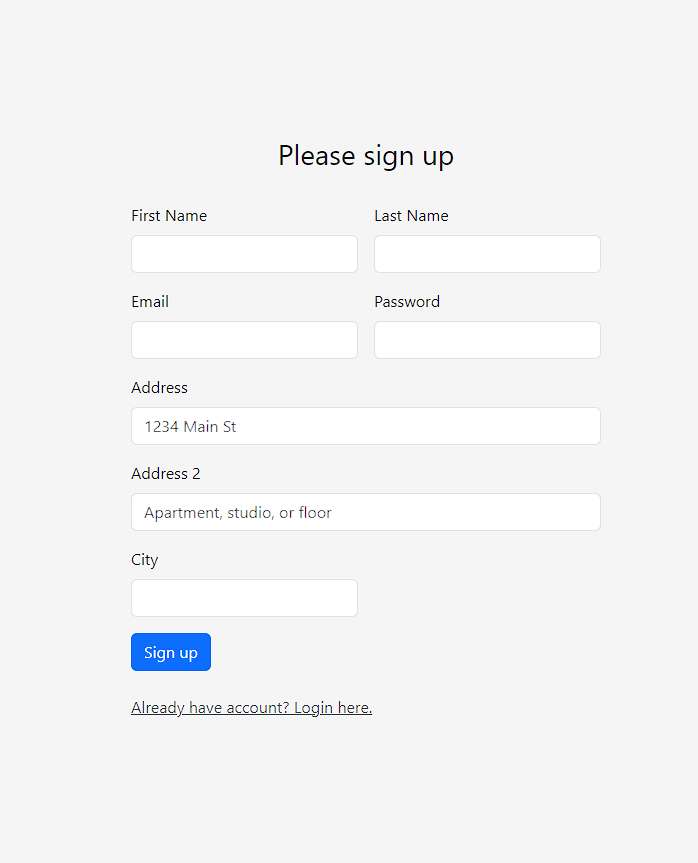 Please sign up
First Name Last Name
Email Password
Address
1234 Main St
Address 2
Apartment, studio, or floor
City
Sign up
Already have account? Login here.